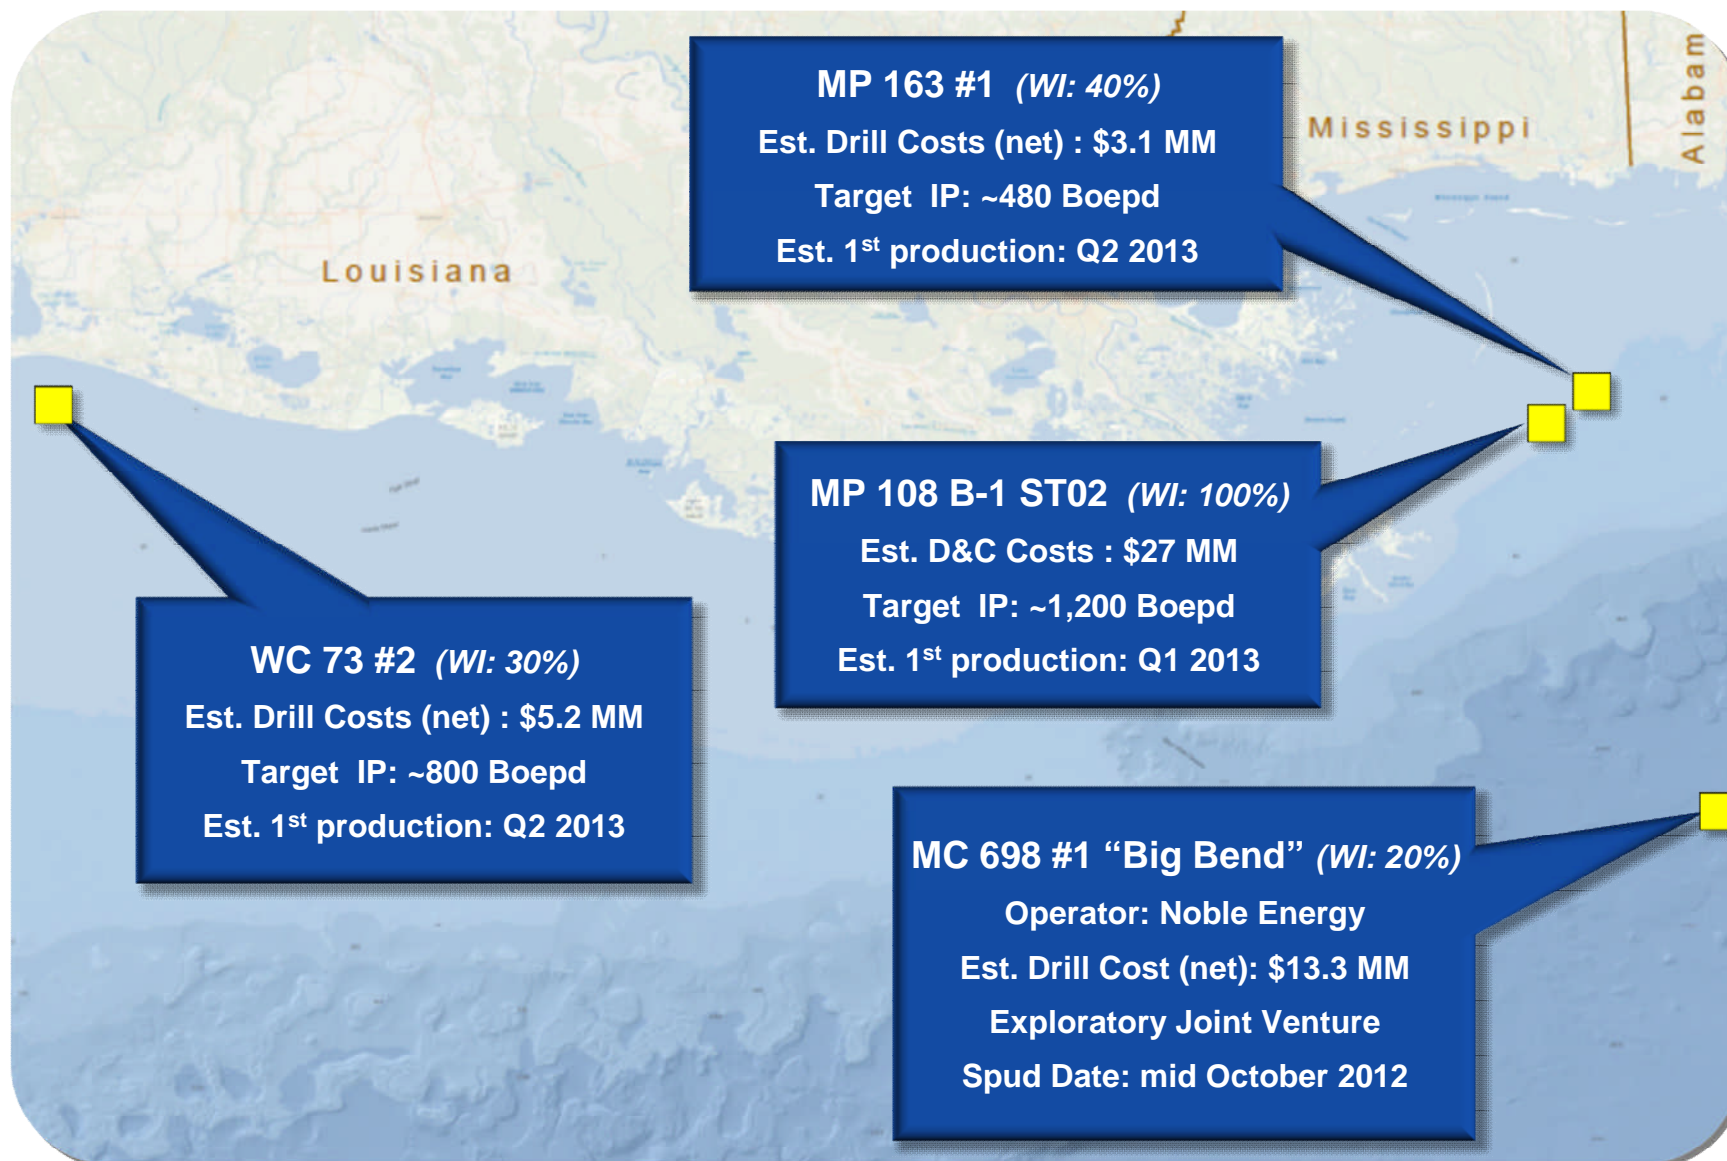 MP 163 #1 (WI: 40%)
Est. Drill Costs (net) : $3.1 MM
Target IP: ~480 Boepd
Est. 1st production: Q2 2013
Mississippi
Alabam
Louisiana
MP 108 B-1 ST02 (WI: 100%)
Est. D&C Costs : $27 MM
Target IP: ~1,200 Boepd
Est. 1st production: Q1 2013
WC 73 #2 (WI: 30%)
Est. Drill Costs (net) : $5.2 MM
Target IP: ~800 Boepd
Est. 1st production: Q2 2013
MC 698 #1 “Big Bend” (WI: 20%)
Operator: Noble Energy
Est. Drill Cost (net): $13.3 MM
Exploratory Joint Venture
Spud Date: mid October 2012